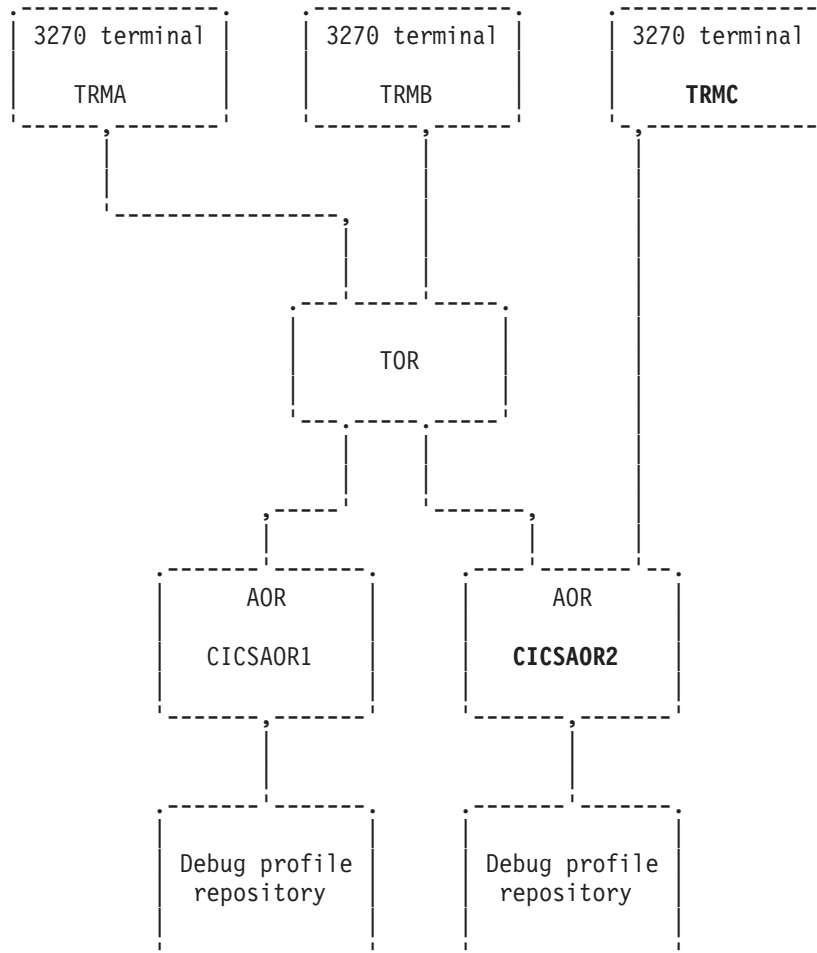 3270 terminal
TRMA
3270 terminal
TRMB
3270 terminal
TRMC
TOR
AOR
CICSAOR1
AOR
CICSAOR2
Debug profile
repository
Debug profile
repository